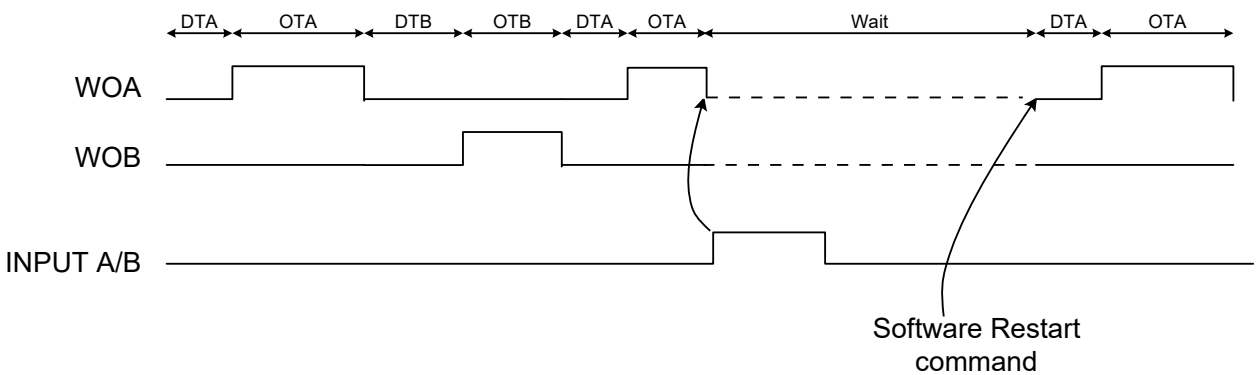 DTA OTA DTB OTB DTA OTA Wait DTA OTA
WOA
WOB
INPUT A/B
Software Restart
command